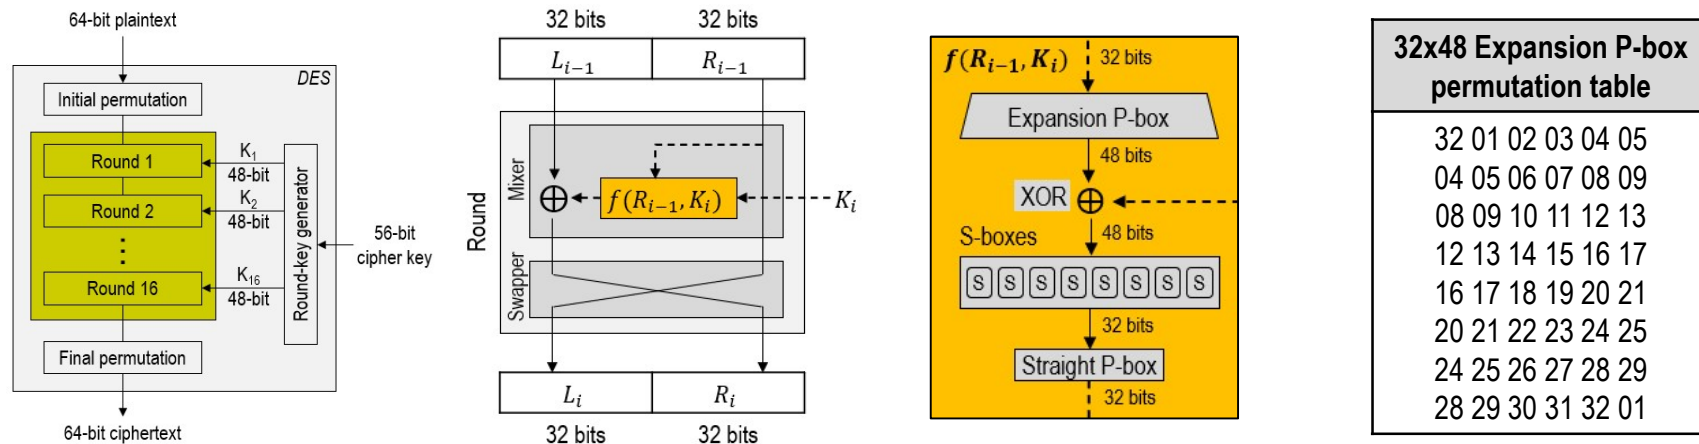 64-bit plaintext
DES
Initial permutation
Round 1
K₁
48-bit
Round 2
K₂
48-bit
⋮
Round 16
K₁₆
48-bit
Round-key generator
56-bit
cipher key
Final permutation
64-bit ciphertext
32 bits 32 bits
Lᵢ₋₁ Rᵢ₋₁
Round
Mixer
⊕ f(Rᵢ₋₁, Kᵢ) Kᵢ
Swapper
Lᵢ Rᵢ
32 bits 32 bits
f(Rᵢ₋₁, Kᵢ) 32 bits
Expansion P-box
48 bits
XOR ⊕
S-boxes 48 bits
S S S S S S S S
32 bits
Straight P-box
32 bits
32x48 Expansion P-box
permutation table
32 01 02 03 04 05
04 05 06 07 08 09
08 09 10 11 12 13
12 13 14 15 16 17
16 17 18 19 20 21
20 21 22 23 24 25
24 25 26 27 28 29
28 29 30 31 32 01